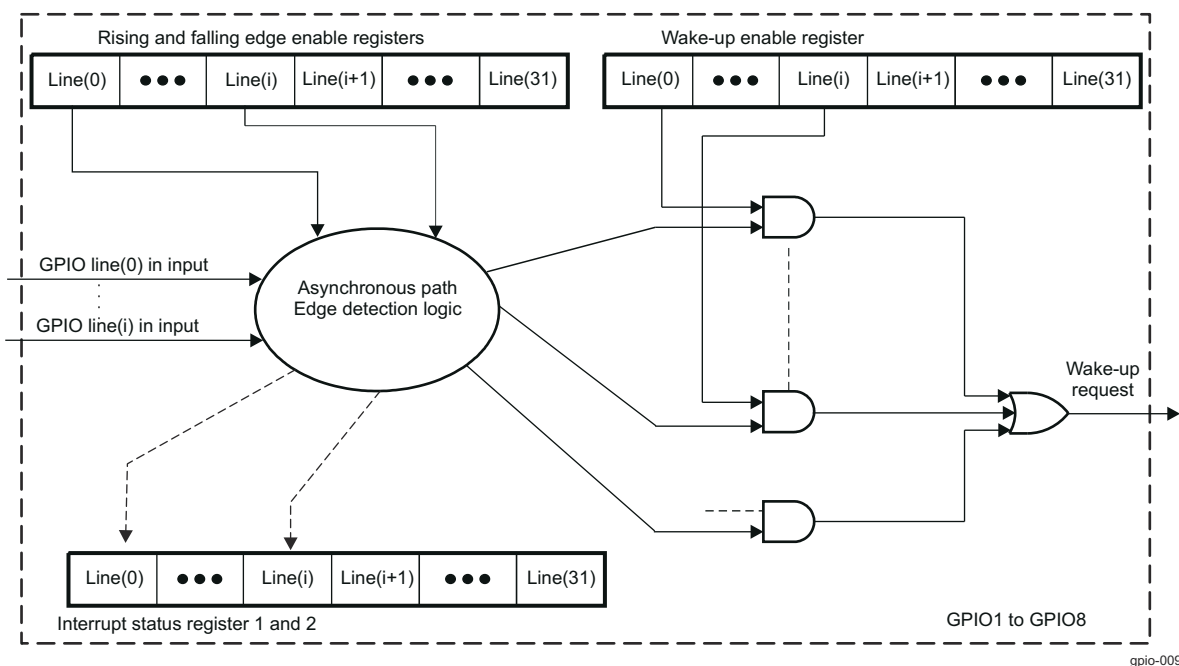 Rising and falling edge enable registers
Line(0) ●●● Line(i) Line(i+1) ●●● Line(31)
Wake-up enable register
Line(0) ●●● Line(i) Line(i+1) ●●● Line(31)
GPIO line(0) in input
GPIO line(i) in input
Asynchronous path
Edge detection logic
Wake-up
request
Line(0) ●●● Line(i) Line(i+1) ●●● Line(31)
Interrupt status register 1 and 2
GPIO1 to GPIO8
gpio-009